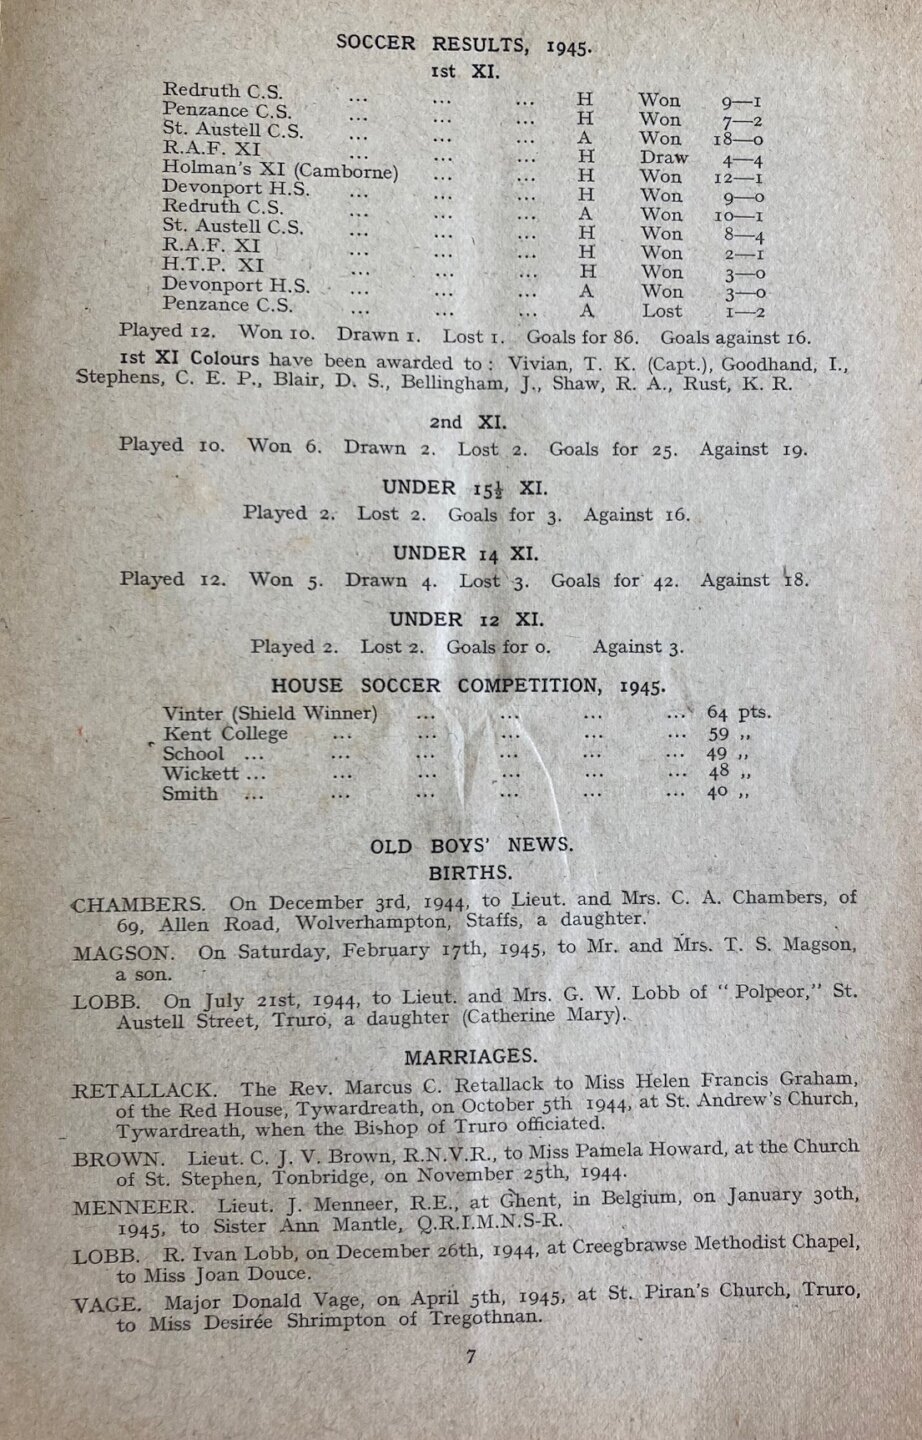 SOCCER RESULTS, 1945.
1st XI.
Redruth C.S. ... ... ... H Won 9—1
Penzance C.S. ... ... ... H Won 7—2
St. Austell C.S. ... ... ... A Won 18—0
R.A.F. XI ... ... ... H Draw 4—4
Holman's XI (Camborne) ... ... H Won 12—1
Devonport H.S. ... ... ... H Won 9—0
Redruth C.S. ... ... ... A Won 10—1
St. Austell C.S. ... ... ... H Won 8—4
R.A.F. XI ... ... ... H Won 2—1
H.T.P. XI ... ... ... H Won 3—0
Devonport H.S. ... ... ... A Won 3—0
Penzance C.S. ... ... ... A Lost 1—2
Played 12. Won 10. Drawn 1. Lost 1. Goals for 86. Goals against 16.
1st XI Colours have been awarded to : Vivian, T. K. (Capt.), Goodhand, I.,
Stephens, C. E. P., Blair, D. S., Bellingham, J., Shaw, R. A., Rust, K. R.
2nd XI.
Played 10. Won 6. Drawn 2. Lost 2. Goals for 25. Against 19.
UNDER 15½ XI.
Played 2. Lost 2. Goals for 3. Against 16.
UNDER 14 XI.
Played 12. Won 5. Drawn 4. Lost 3. Goals for 42. Against 18.
UNDER 12 XI.
Played 2. Lost 2. Goals for 0. Against 3.
HOUSE SOCCER COMPETITION, 1945.
Vinter (Shield Winner) ... ... ... ... 64 pts.
Kent College ... ... ... ... ... 59 ,,
School ... ... ... ... ... ... 49 ,,
Wickett ... ... ... ... ... ... 48 ,,
Smith ... ... ... ... ... ... 40 ,,
OLD BOYS' NEWS.
BIRTHS.
CHAMBERS. On December 3rd, 1944, to Lieut. and Mrs. C. A. Chambers, of
69, Allen Road, Wolverhampton, Staffs, a daughter.
MAGSON. On Saturday, February 17th, 1945, to Mr. and Mrs. T. S. Magson,
a son.
LOBB. On July 21st, 1944, to Lieut. and Mrs. G. W. Lobb of "Polpeor," St.
Austell Street, Truro, a daughter (Catherine Mary).
MARRIAGES.
RETALLACK. The Rev. Marcus C. Retallack to Miss Helen Francis Graham,
of the Red House, Tywardreath, on October 5th 1944, at St. Andrew's Church,
Tywardreath, when the Bishop of Truro officiated.
BROWN. Lieut. C. J. V. Brown, R.N.V.R., to Miss Pamela Howard, at the Church
of St. Stephen, Tonbridge, on November 25th, 1944.
MENNEER. Lieut. J. Menneer, R.E., at Ghent, in Belgium, on January 30th,
1945, to Sister Ann Mantle, Q.R.I.M.N.S-R.
LOBB. R. Ivan Lobb, on December 26th, 1944, at Creegbrawse Methodist Chapel,
to Miss Joan Douce.
VAGE. Major Donald Vage, on April 5th, 1945, at St. Piran's Church, Truro,
to Miss Desirée Shrimpton of Tregothnan.
7